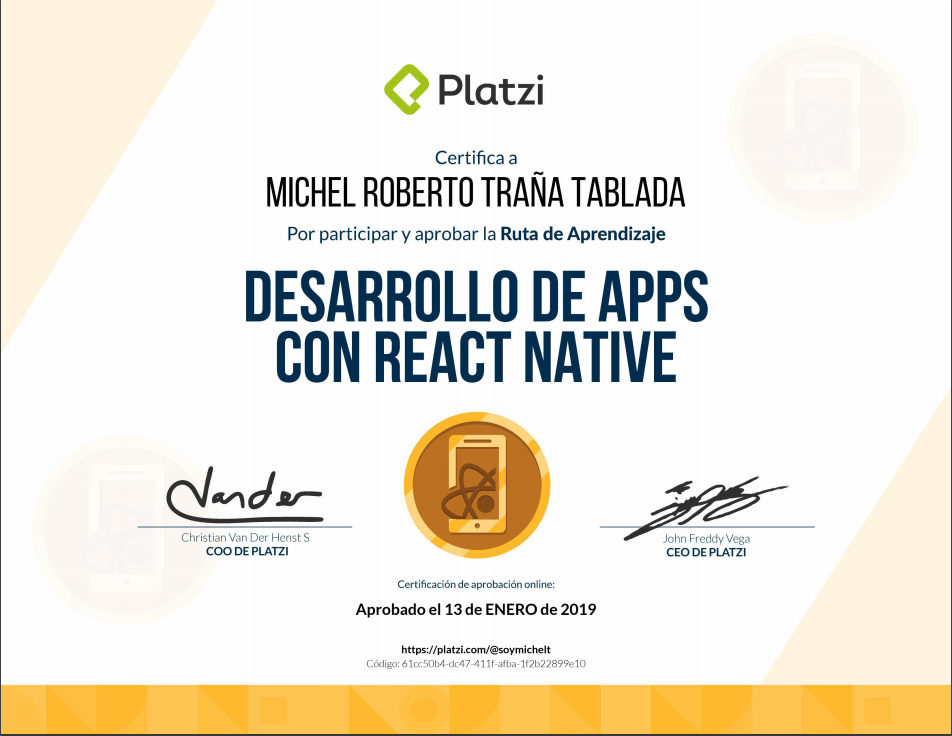 Platzi
Certifica a
MICHEL ROBERTO TRAÑA TABLADA
Por participar y aprobar la Ruta de Aprendizaje
DESARROLLO DE APPS
CON REACT NATIVE
Vander
Christian Van Der Henst S
COO DE PLATZI
John Freddy Vega
CEO DE PLATZI
Certificación de aprobación online:
Aprobado el 13 de ENERO de 2019
https://platzi.com/@soymichelt
Código: 61cc50b4-dc47-411f-afba-1f2b22899e10